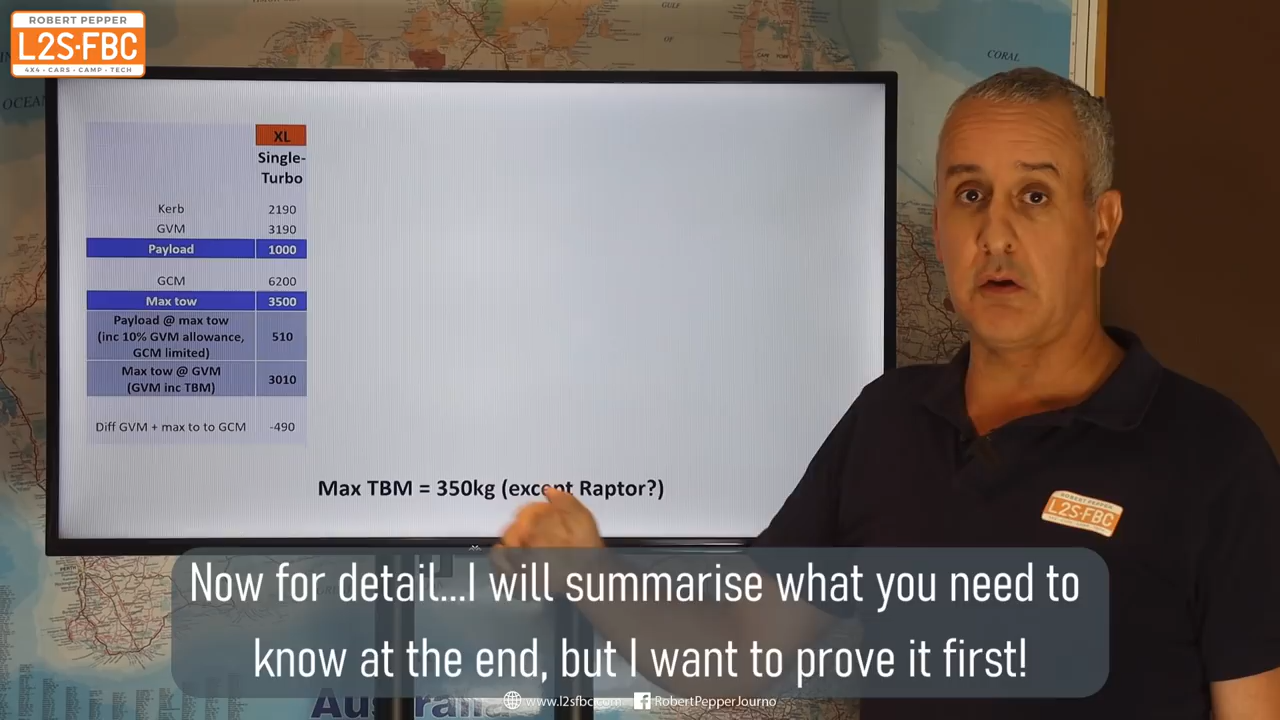 ROBERT PEPPER
L2S·FBC
4X4 • CARS • CAMP • TECH
GULF
OF
CORAL
OCEA
XL
Single-
Turbo
Kerb 2190
GVM 3190
Payload 1000
GCM 6200
Max tow 3500
Payload @ max tow
(inc 10% GVM allowance, 510
GCM limited)
Max tow @ GVM 3010
(GVM inc TBM)
Diff GVM + max to to GCM -490
Max TBM = 350kg (except Raptor?)
ROBERT PEPPER
L2S·FBC
Now for detail...I will summarise what you need to
know at the end, but I want to prove it first!
www.l2sfbc.com RobertPepperJourno